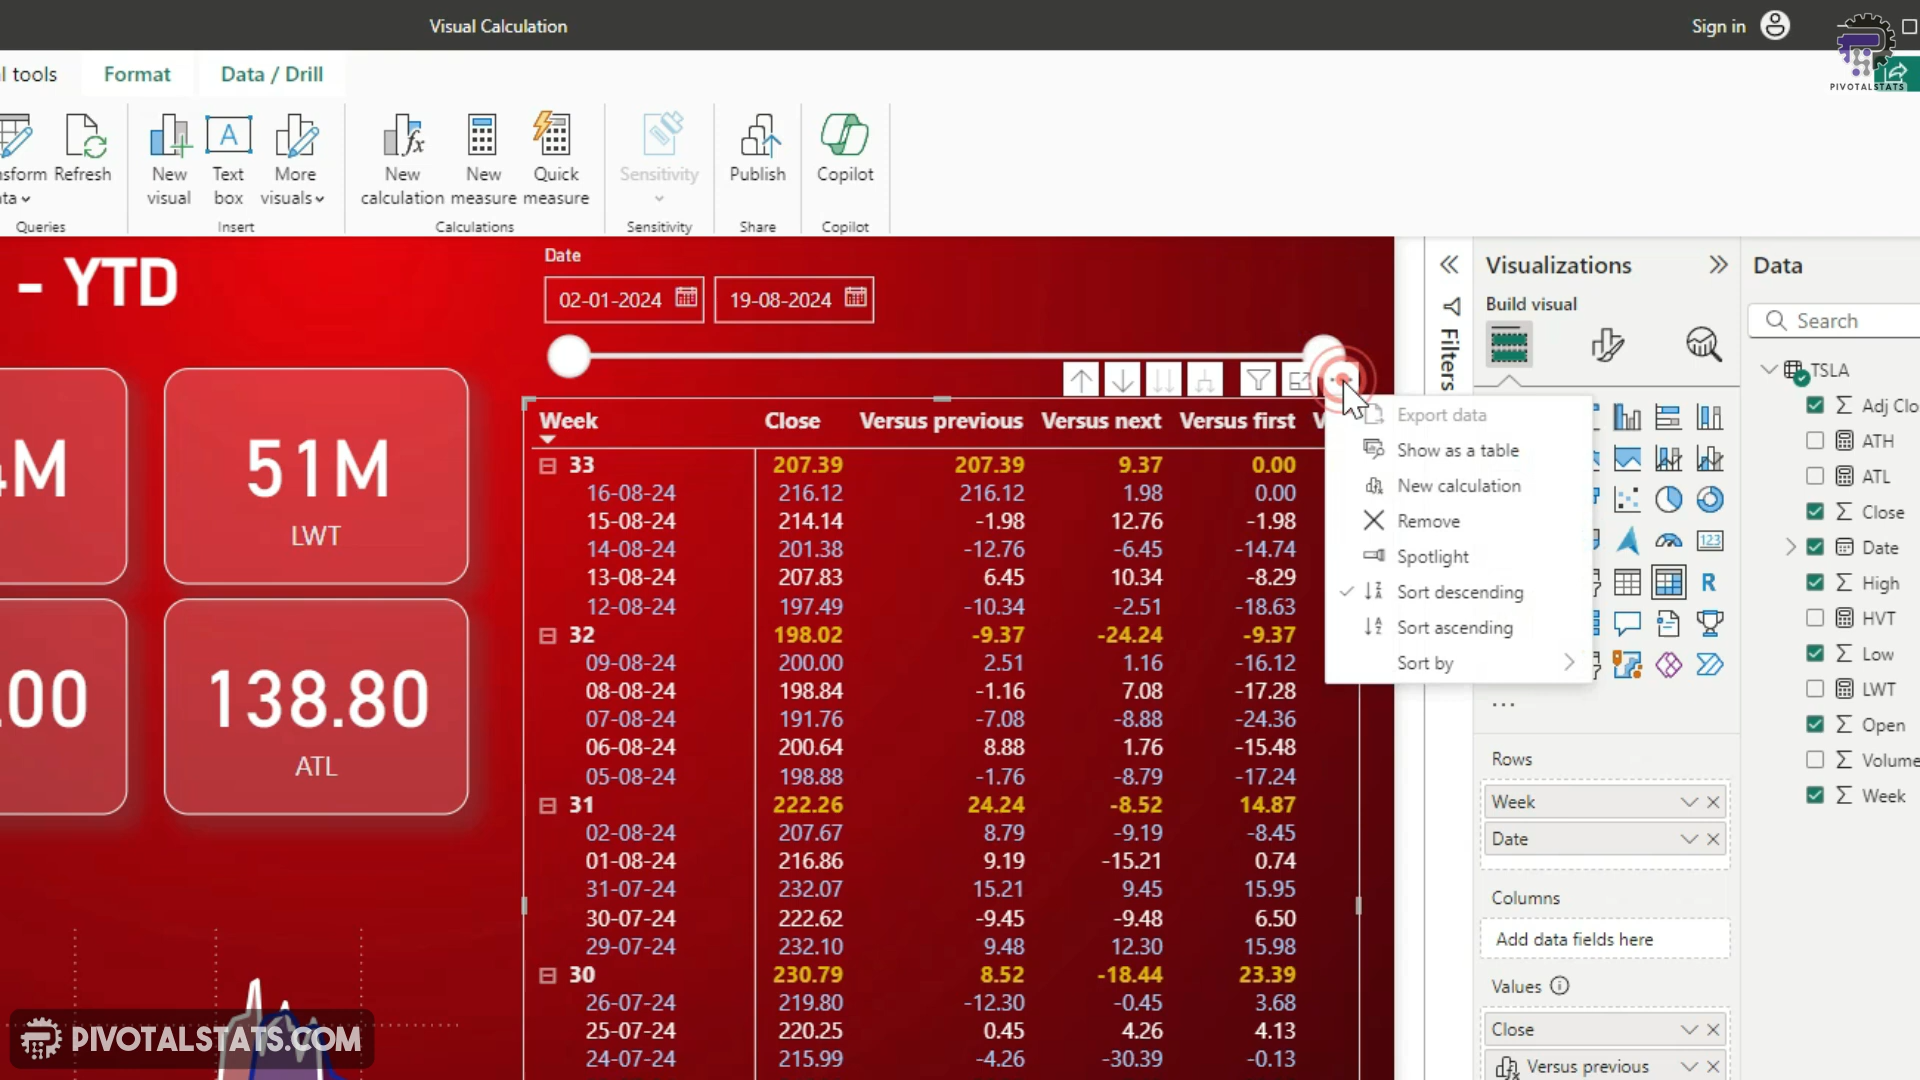 Visual Calculation
Sign in
PIVOTALSTATS
l tools
Format
Data / Drill
nsform
ata
Refresh
New
visual
Text
box
More
visuals
New
calculation
New
measure
Quick
measure
Sensitivity
Publish
Copilot
Queries
Insert
Calculations
Sensitivity
Share
Copilot
- YTD
Date
02-01-2024
19-08-2024
4M
51M
LWT
.00
138.80
ATL
Week Close Versus previous Versus next Versus first V
33 207.39 207.39 9.37 0.00
16-08-24 216.12 216.12 1.98 0.00
15-08-24 214.14 -1.98 12.76 -1.98
14-08-24 201.38 -12.76 -6.45 -14.74
13-08-24 207.83 6.45 10.34 -8.29
12-08-24 197.49 -10.34 -2.51 -18.63
32 198.02 -9.37 -24.24 -9.37
09-08-24 200.00 2.51 1.16 -16.12
08-08-24 198.84 -1.16 7.08 -17.28
07-08-24 191.76 -7.08 -8.88 -24.36
06-08-24 200.64 8.88 1.76 -15.48
05-08-24 198.88 -1.76 -8.79 -17.24
31 222.26 24.24 -8.52 14.87
02-08-24 207.67 8.79 -9.19 -8.45
01-08-24 216.86 9.19 -15.21 0.74
31-07-24 232.07 15.21 9.45 15.95
30-07-24 222.62 -9.45 -9.48 6.50
29-07-24 232.10 9.48 12.30 15.98
30 230.79 8.52 -18.44 23.39
26-07-24 219.80 -12.30 -0.45 3.68
25-07-24 220.25 0.45 4.26 4.13
24-07-24 215.99 -4.26 -30.39 -0.13
Export data
Show as a table
New calculation
Remove
Spotlight
Sort descending
Sort ascending
Sort by
Filters
Visualizations
Build visual
123
R
...
Rows
Week
Date
Columns
Add data fields here
Values
Close
Versus previous
Data
Search
TSLA
Adj Clo
ATH
ATL
Close
Date
High
HVT
Low
LWT
Open
Volume
Week
PIVOTALSTATS.COM